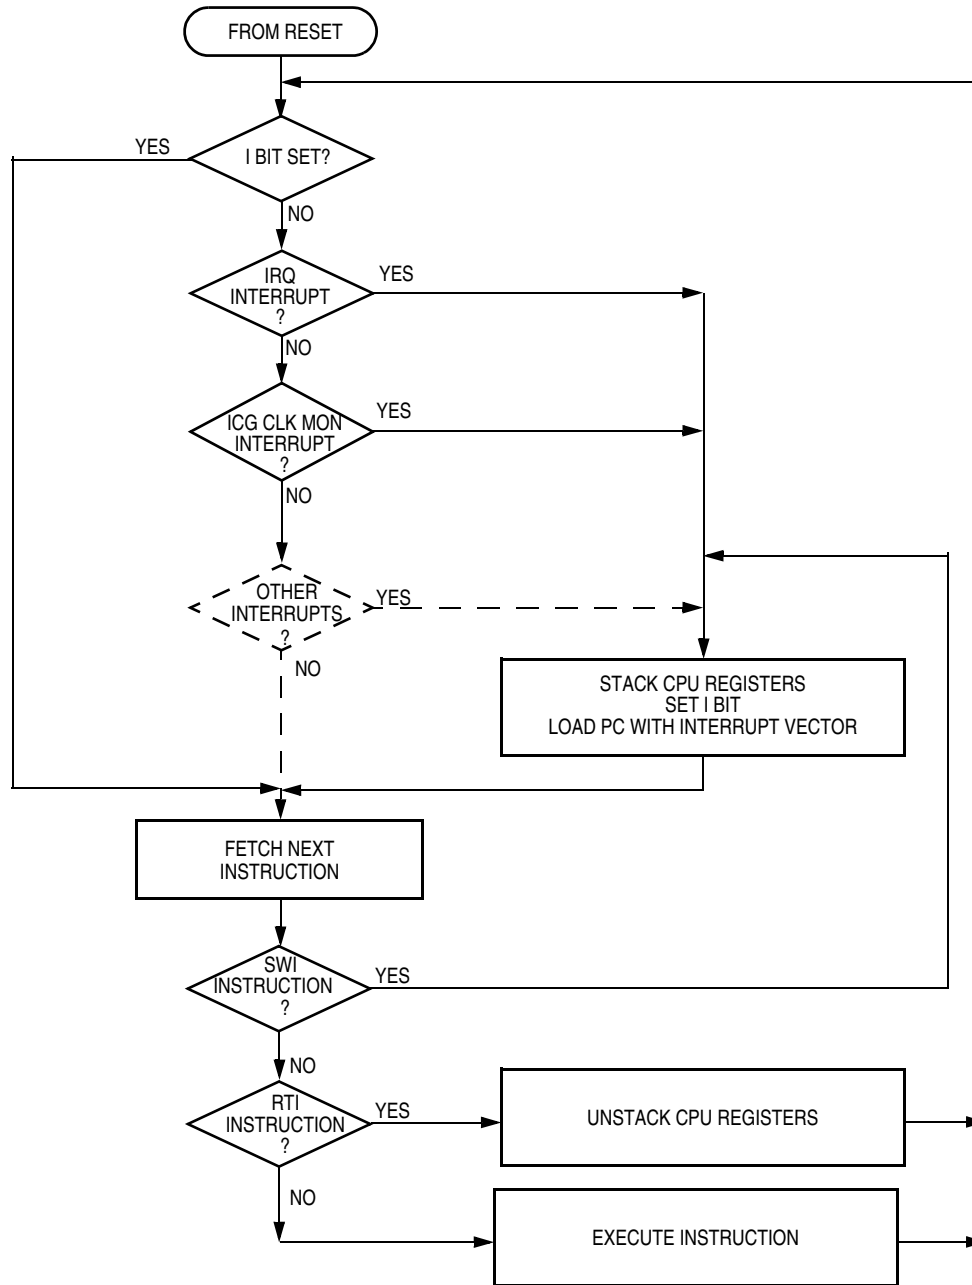 FROM RESET
YES
I BIT SET?
NO
IRQ
INTERRUPT
?
YES
NO
ICG CLK MON
INTERRUPT
?
YES
NO
OTHER
INTERRUPTS
?
YES
NO
STACK CPU REGISTERS
SET I BIT
LOAD PC WITH INTERRUPT VECTOR
FETCH NEXT
INSTRUCTION
SWI
INSTRUCTION
?
YES
NO
RTI
INSTRUCTION
?
YES
UNSTACK CPU REGISTERS
NO
EXECUTE INSTRUCTION